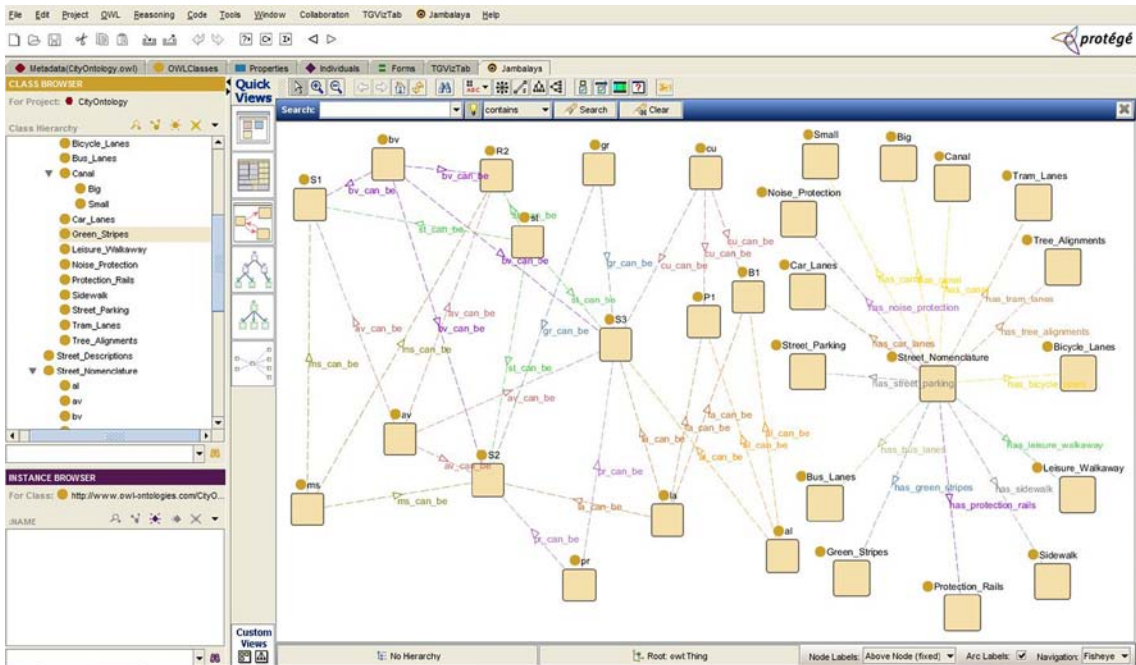 File Edit Project OWL Reasoning Code Tools Window Collaboration TGVizTab Jambalaya Help
protégé
Metadata(CityOntology.owl) OWLClasses Properties Individuals Forms TGVizTab Jambalaya
CLASS BROWSER
For Project: CityOntology
Class Hierarchy
Bicycle_Lanes
Bus_Lanes
Canal
Big
Small
Car_Lanes
Green_Stripes
Leisure_Walkaway
Noise_Protection
Protection_Rails
Sidewalk
Street_Parking
Tram_Lanes
Tree_Alignments
Street_Descriptions
Street_Nomenclature
al
av
bv
INSTANCE BROWSER
For Class: http://www.owl-ontologies.com/CityO...
:NAME
Quick Views
Custom Views
Search: contains Search Clear
bv R2 gr cu Small Big Canal
S1 bv_can_be bv_can_be Noise_Protection Tram_Lanes
st_can_be st
bv_can_be gr_can_be cu_can_be cu_can_be B1 Car_Lanes Tree_Alignments
st_can_be P1 has_noise_protection has_tram_lanes
av_can_be av_can_be bv_can_be gr_can_be S3 has_car_lanes has_tree_alignments
ms_can_be ms_can_be st_can_be Street_Parking Street_Nomenclature Bicycle_Lanes
av_can_be has_street_parking
av la_can_be la_can_be al_can_be has_leisure_walkaway
S2 av_can_be al_can_be has_bus_lanes
ms ms_can_be pr_can_be la Bus_Lanes has_green_stripes has_sidewalk Leisure_Walkaway
la_can_be has_protection_rails
pr_can_be pr al Green_Stripes Protection_Rails Sidewalk
No Hierarchy Root: owl:Thing Node Labels: Above Node (fixed) Arc Labels: Navigation: Fisheye